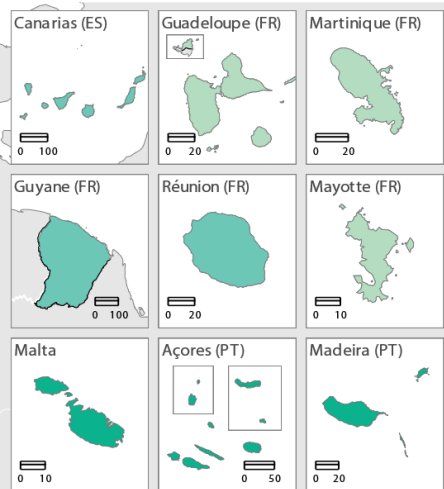 Canarias (ES)
0 100
Guadeloupe (FR)
0 20
Martinique (FR)
0 20
Guyane (FR)
0 100
Réunion (FR)
0 20
Mayotte (FR)
0 10
Malta
0 10
Açores (PT)
0 50
Madeira (PT)
0 20